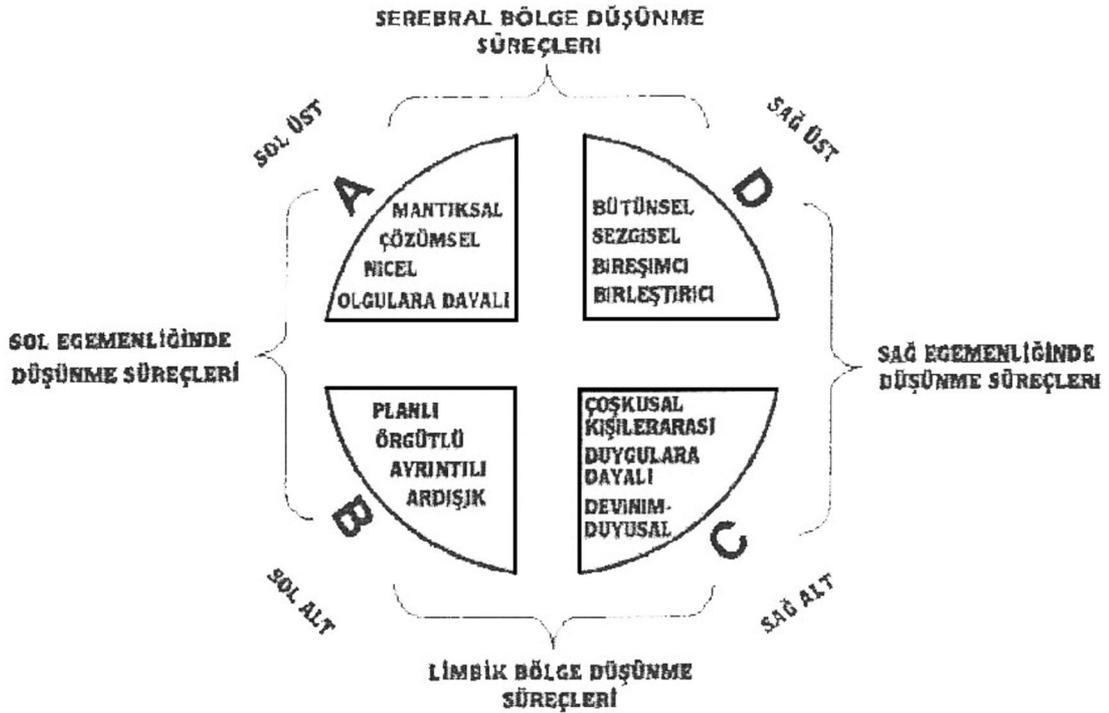 SEREBRAL BÖLGE DÜŞÜNME
SÜREÇLERİ
SOL ÜST
SAĞ ÜST
A
D
MANTIKSAL
ÇÖZÜMSEL
NİCEL
OLGULARA DAYALI
BÜTÜNSEL
SEZGİSEL
BİREŞİMCİ
BİRLEŞTİRİCİ
SOL EGEMENLİĞİNDE
DÜŞÜNME SÜREÇLERİ
SAĞ EGEMENLİĞİNDE
DÜŞÜNME SÜREÇLERİ
PLANLI
ÖRGÜTLÜ
AYRINTILI
ARDIŞIK
ÇOŞKUSAL
KIŞİLERARASI
DUYGULARA
DAYALI
DEVİNİM-
DUYUSAL
B
C
SOL ALT
SAĞ ALT
LİMBİK BÖLGE DÜŞÜNME
SÜREÇLERİ